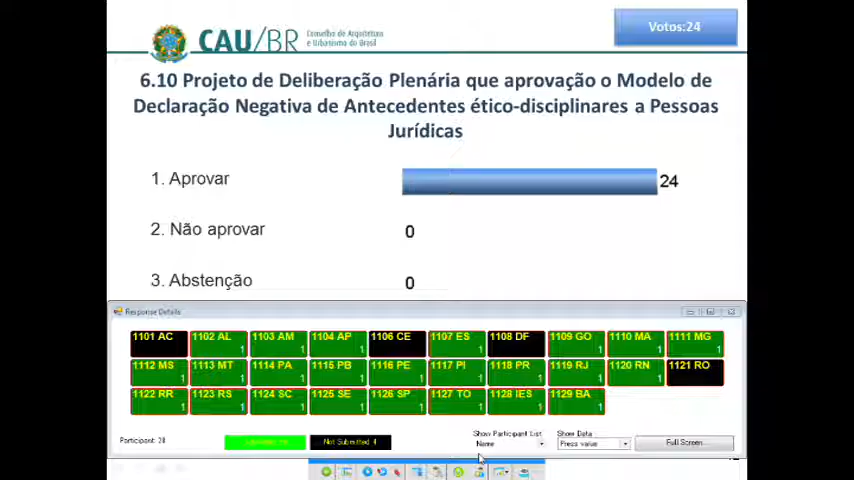 CAU/BR
Conselho de Arquitetura
e Urbanismo do Brasil
Votos:24
6.10 Projeto de Deliberação Plenária que aprovação o Modelo de
Declaração Negativa de Antecedentes ético-disciplinares a Pessoas
Jurídicas
1. Aprovar 24
2. Não aprovar 0
3. Abstenção 0
Response Details
1101 AC 1102 AL 1 1103 AM 1 1104 AP 1 1106 CE 1107 ES 1 1108 DF 1109 GO 1 1110 MA 1 1111 MG 1
1112 MS 1 1113 MT 1 1114 PA 1 1115 PB 1 1116 PE 1 1117 PI 1 1118 PR 1 1119 RJ 1 1120 RN 1 1121 RO
1122 RR 1 1123 RS 1 1124 SC 1 1125 SE 1 1126 SP 1 1127 TO 1 1128 IES 1 1129 BA 1
Show Participant List: Show Data:
Participant: 28 Not Submitted 4 Name Press value Full Screen...